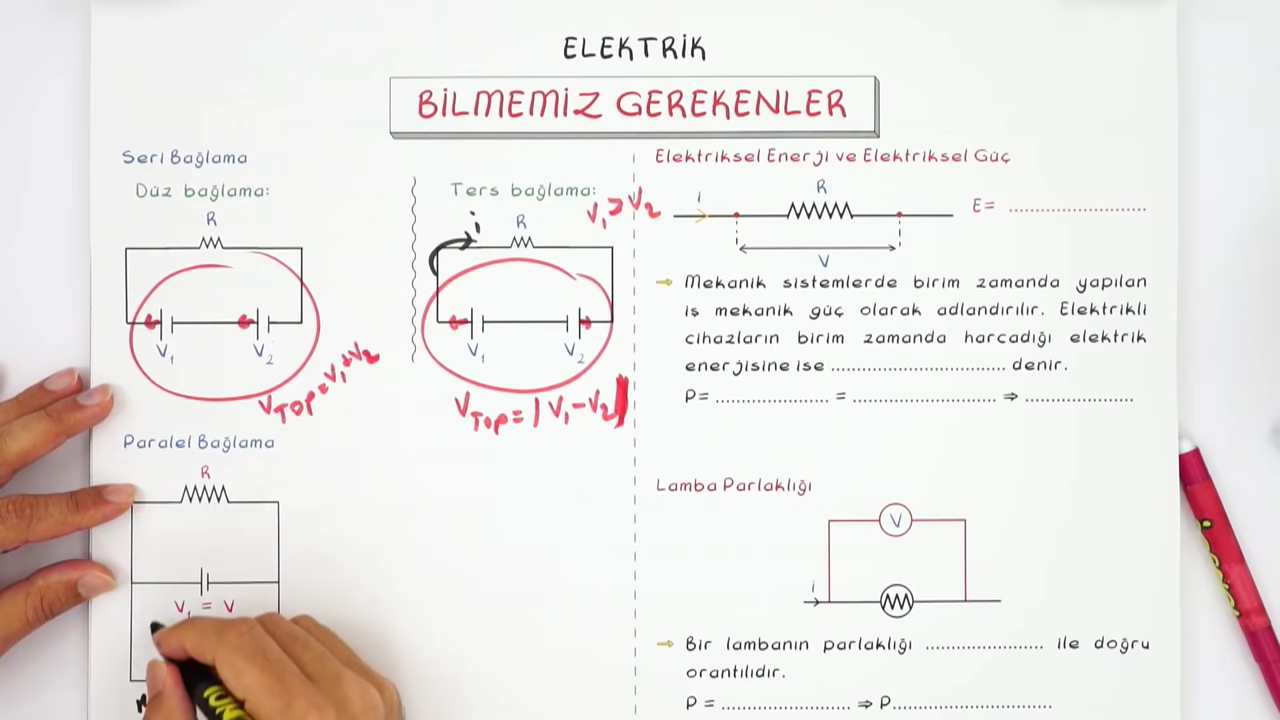 ELEKTRİK
BİLMEMİZ GEREKENLER
Seri Bağlama
Düz bağlama:
R
V₁
V₂
VTOP=V₁+V₂
Ters bağlama:
V₁>V₂
i
R
V₁
V₂
VTOP=|V₁-V₂|
Paralel Bağlama
R
V₁ = V
Elektriksel Enerji ve Elektriksel Güç
i
R
V
E= ..........................
Mekanik sistemlerde birim zamanda yapılan
iş mekanik güç olarak adlandırılır. Elektrikli
cihazların birim zamanda harcadığı elektrik
enerjisine ise ................................. denir.
P= ..................... = ........................... ⇒ .....................
Lamba Parlaklığı
V
i
Bir lambanın parlaklığı ...................... ile doğru
orantılıdır.
P = ........................ ⇒ P..............................